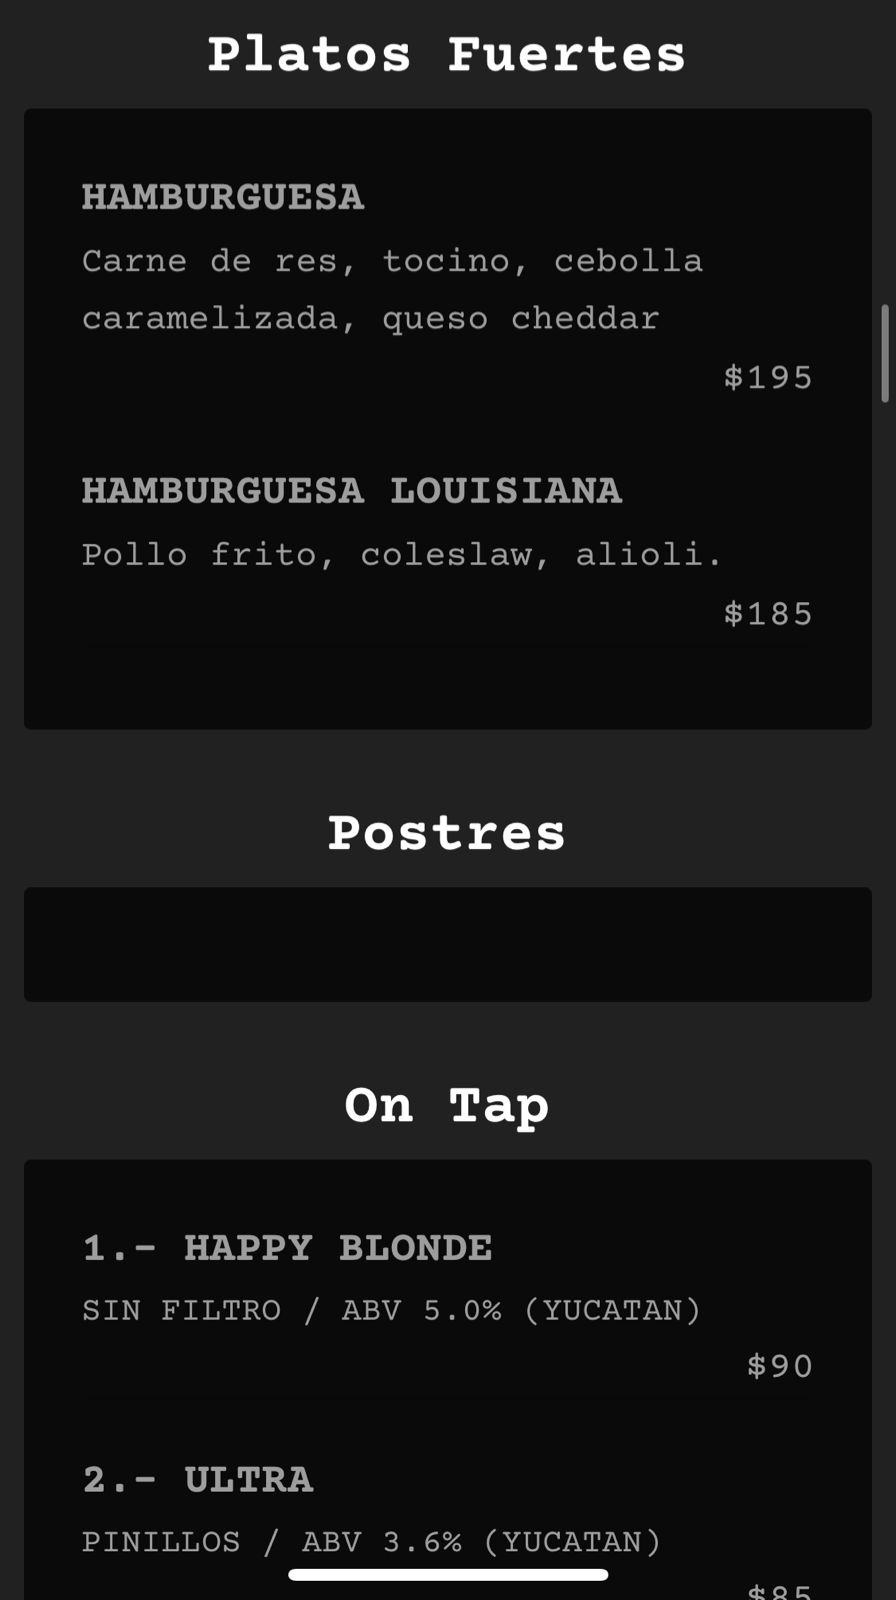 Platos Fuertes
HAMBURGUESA
Carne de res, tocino, cebolla
caramelizada, queso cheddar
$195
HAMBURGUESA LOUISIANA
Pollo frito, coleslaw, alioli.
$185
Postres
On Tap
1.- HAPPY BLONDE
SIN FILTRO / ABV 5.0% (YUCATAN)
$90
2.- ULTRA
PINILLOS / ABV 3.6% (YUCATAN)
$85